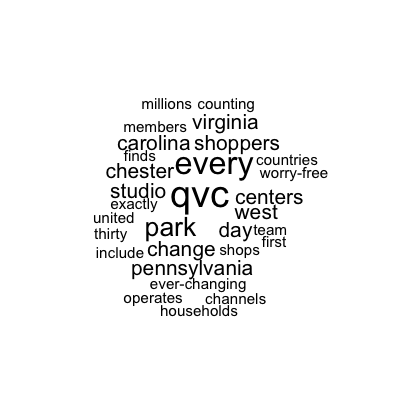 millions counting
members virginia
carolina shoppers
finds every countries
chester worry-free
studio qvc centers
exactly west
united park day team
thirty first
include change shops
pennsylvania
ever-changing
operates channels
households